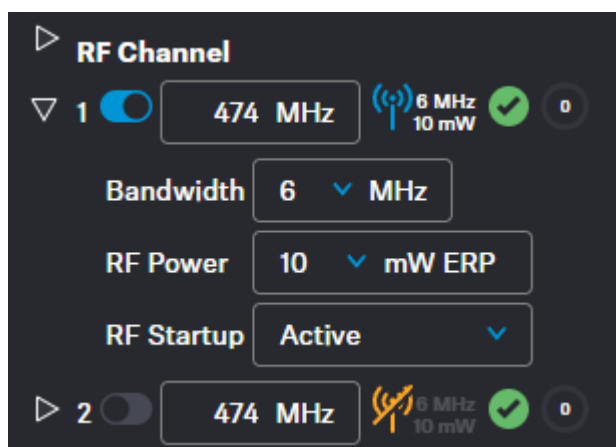 RF Channel
1 474 MHz 6 MHz 10 mW 0
Bandwidth 6 MHz
RF Power 10 mW ERP
RF Startup Active
2 474 MHz 6 MHz 10 mW 0